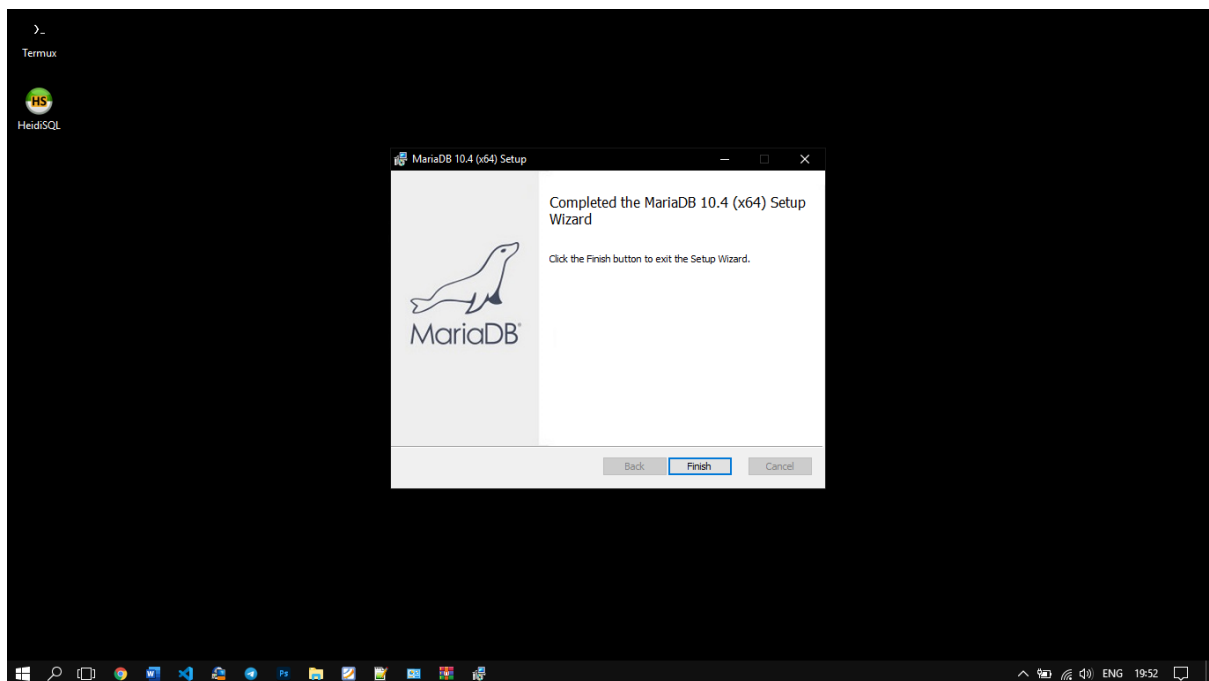 Termux
HS
HeidiSQL
MariaDB 10.4 (x64) Setup
Completed the MariaDB 10.4 (x64) Setup
Wizard
Click the Finish button to exit the Setup Wizard.
MariaDB
Back Finish Cancel
W Ps ENG 19:52